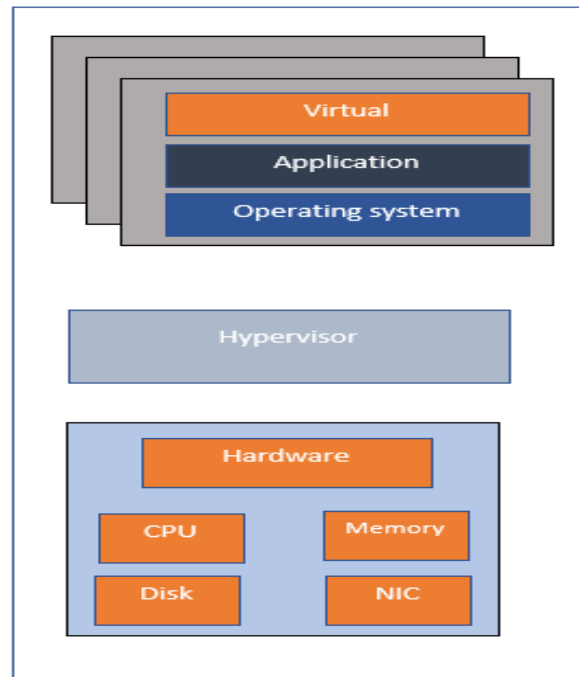 Virtual
Application
Operating system
Hypervisor
Hardware
CPU
Memory
Disk
NIC